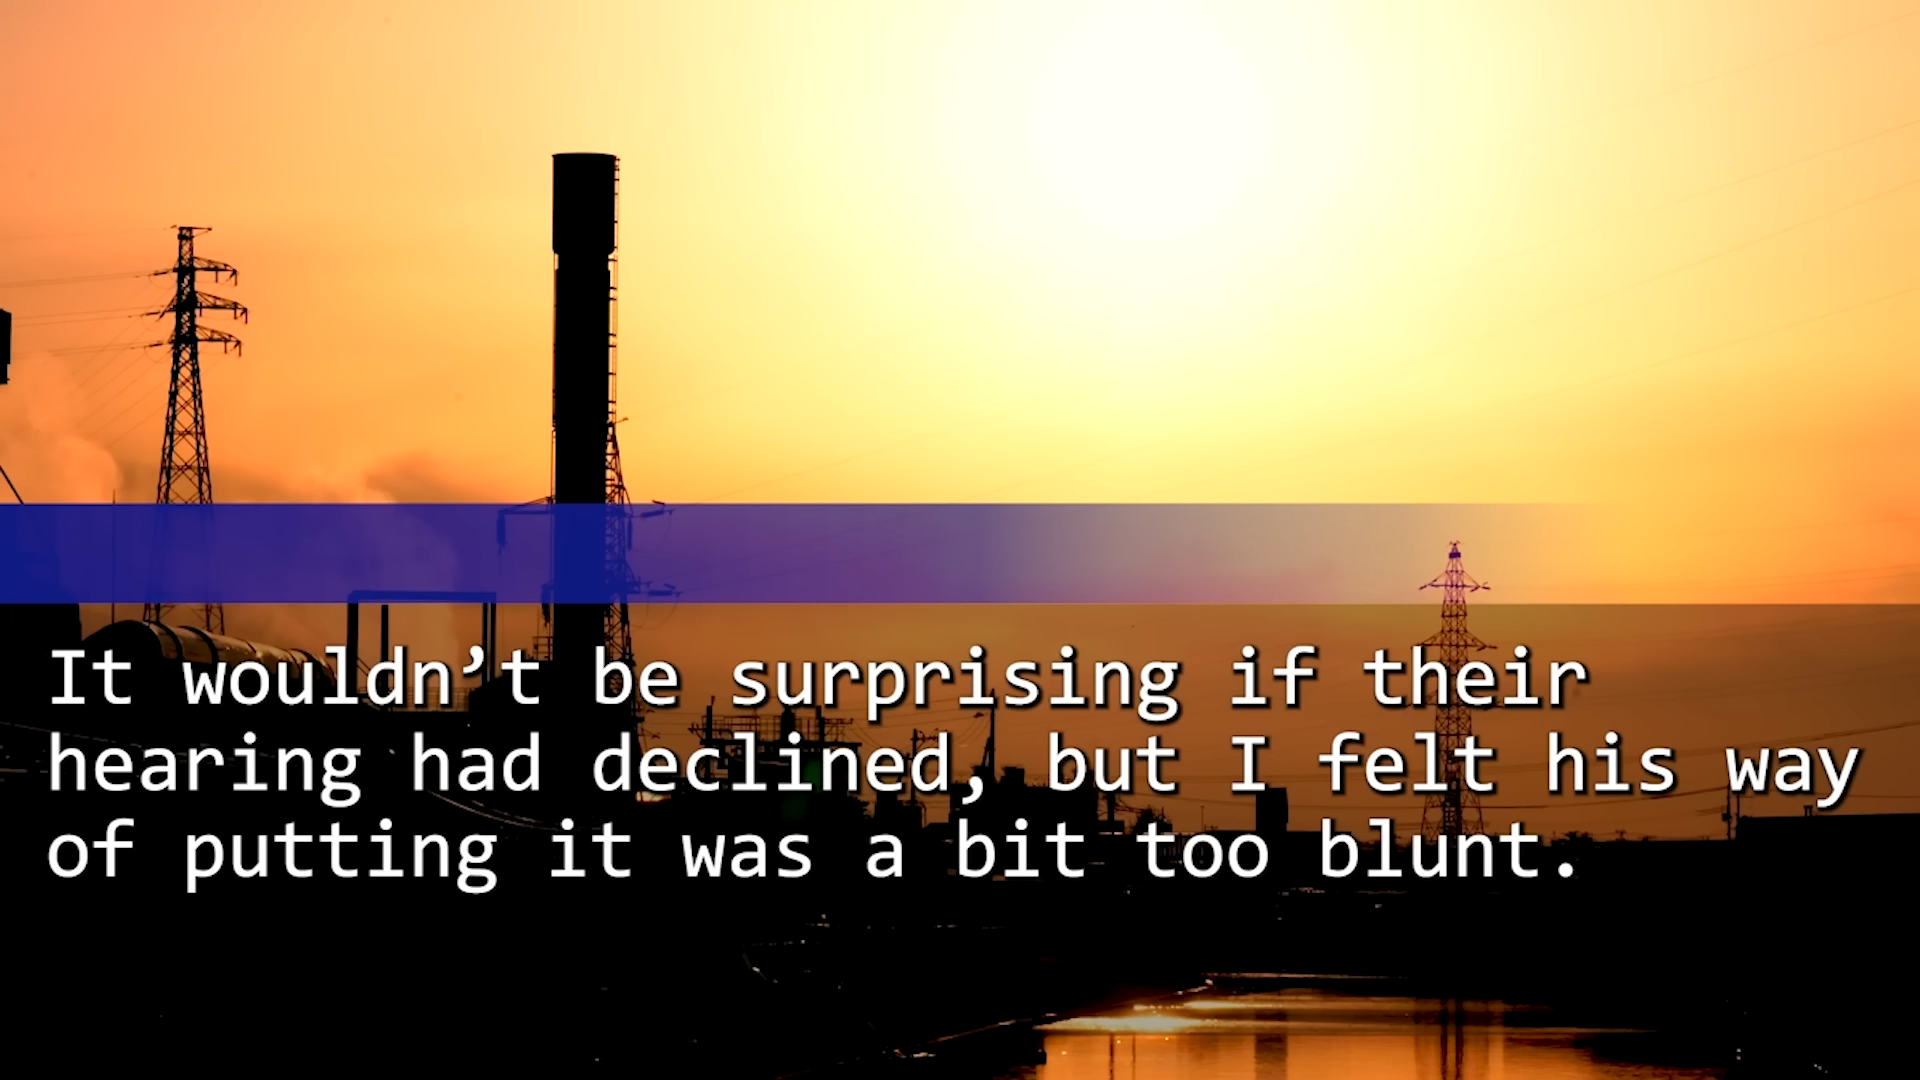 It wouldn’t be surprising if their
hearing had declined, but I felt his way
of putting it was a bit too blunt.